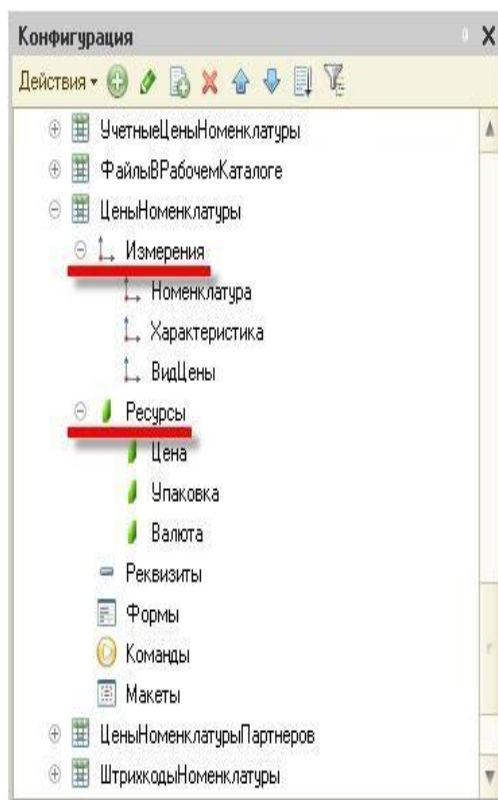 Конфигурация
Действия
УчетныеЦеныНоменклатуры
ФайлыВРабочемКаталоге
ЦеныНоменклатуры
Измерения
Номенклатура
Характеристика
ВидЦены
Ресурсы
Цена
Упаковка
Валюта
Реквизиты
Формы
Команды
Макеты
ЦеныНоменклатурыПартнеров
ШтрихкодыНоменклатуры